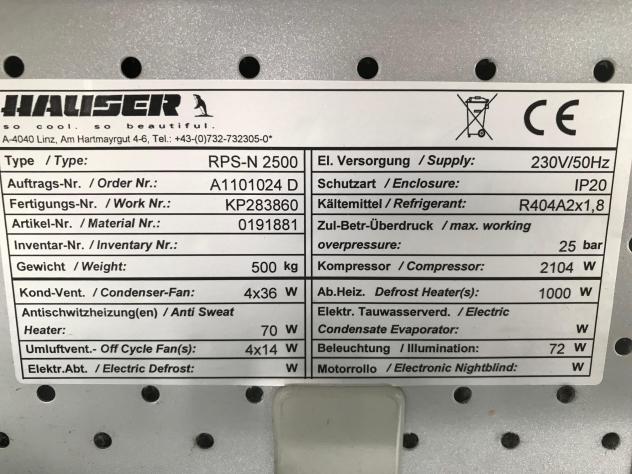 HAUSER
so cool. so beautiful.
A-4040 Linz, Am Hartmayrgut 4-6, Tel.: +43-(0)732-732305-0*
CE
Type / Type: RPS-N 2500
Auftrags-Nr. / Order Nr.: A1101024 D
Fertigungs-Nr. / Work Nr.: KP283860
Artikel-Nr. / Material Nr.: 0191881
Inventar-Nr. / Inventary Nr.:
Gewicht / Weight: 500 kg
Kond-Vent. / Condenser-Fan: 4x36 W
Antischwitzheizung(en) / Anti Sweat
Heater: 70 W
Umluftvent.- Off Cycle Fan(s): 4x14 W
Elektr.Abt. / Electric Defrost: W
El. Versorgung / Supply: 230V/50Hz
Schutzart / Enclosure: IP20
Kältemittel / Refrigerant: R404A2x1,8
Zul-Betr-Überdruck / max. working
overpressure: 25 bar
Kompressor / Compressor: 2104 W
Ab.Heiz. Defrost Heater(s): 1000 W
Elektr. Tauwasserverd. / Electric
Condensate Evaporator: W
Beleuchtung / Illumination: 72 W
Motorrollo / Electronic Nightblind: W